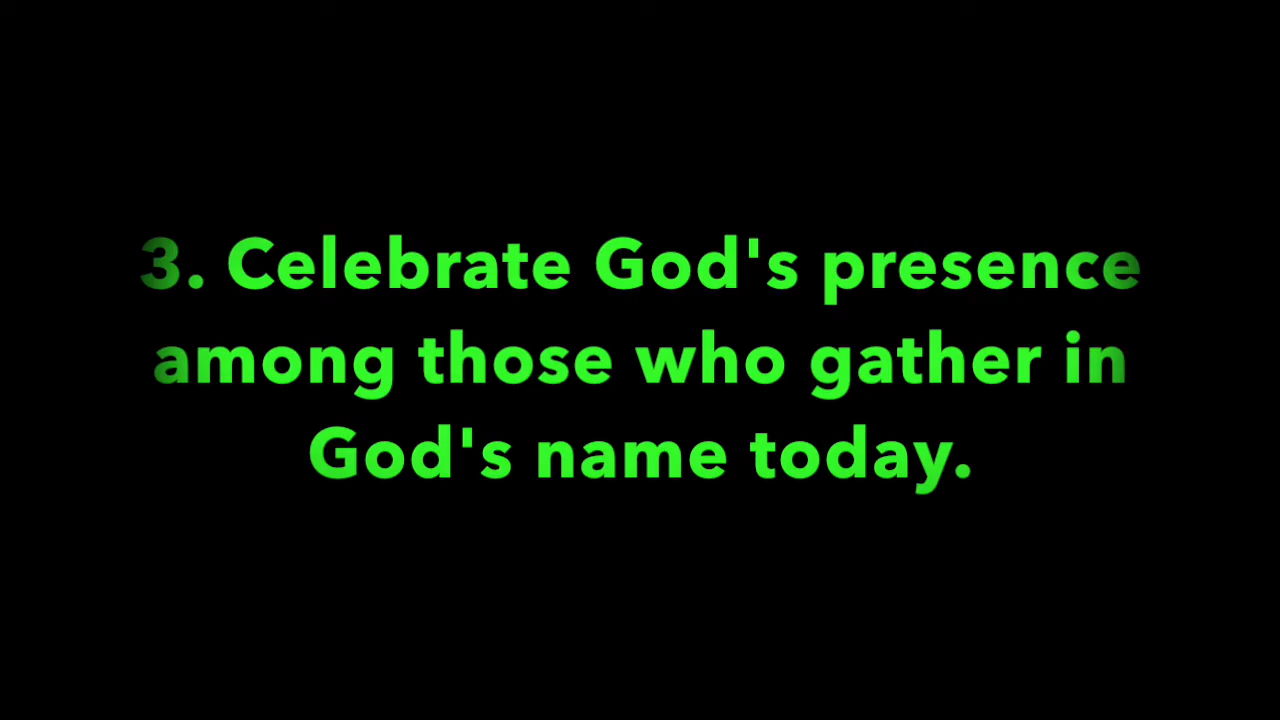 3. Celebrate God's presence
among those who gather in
God's name today.